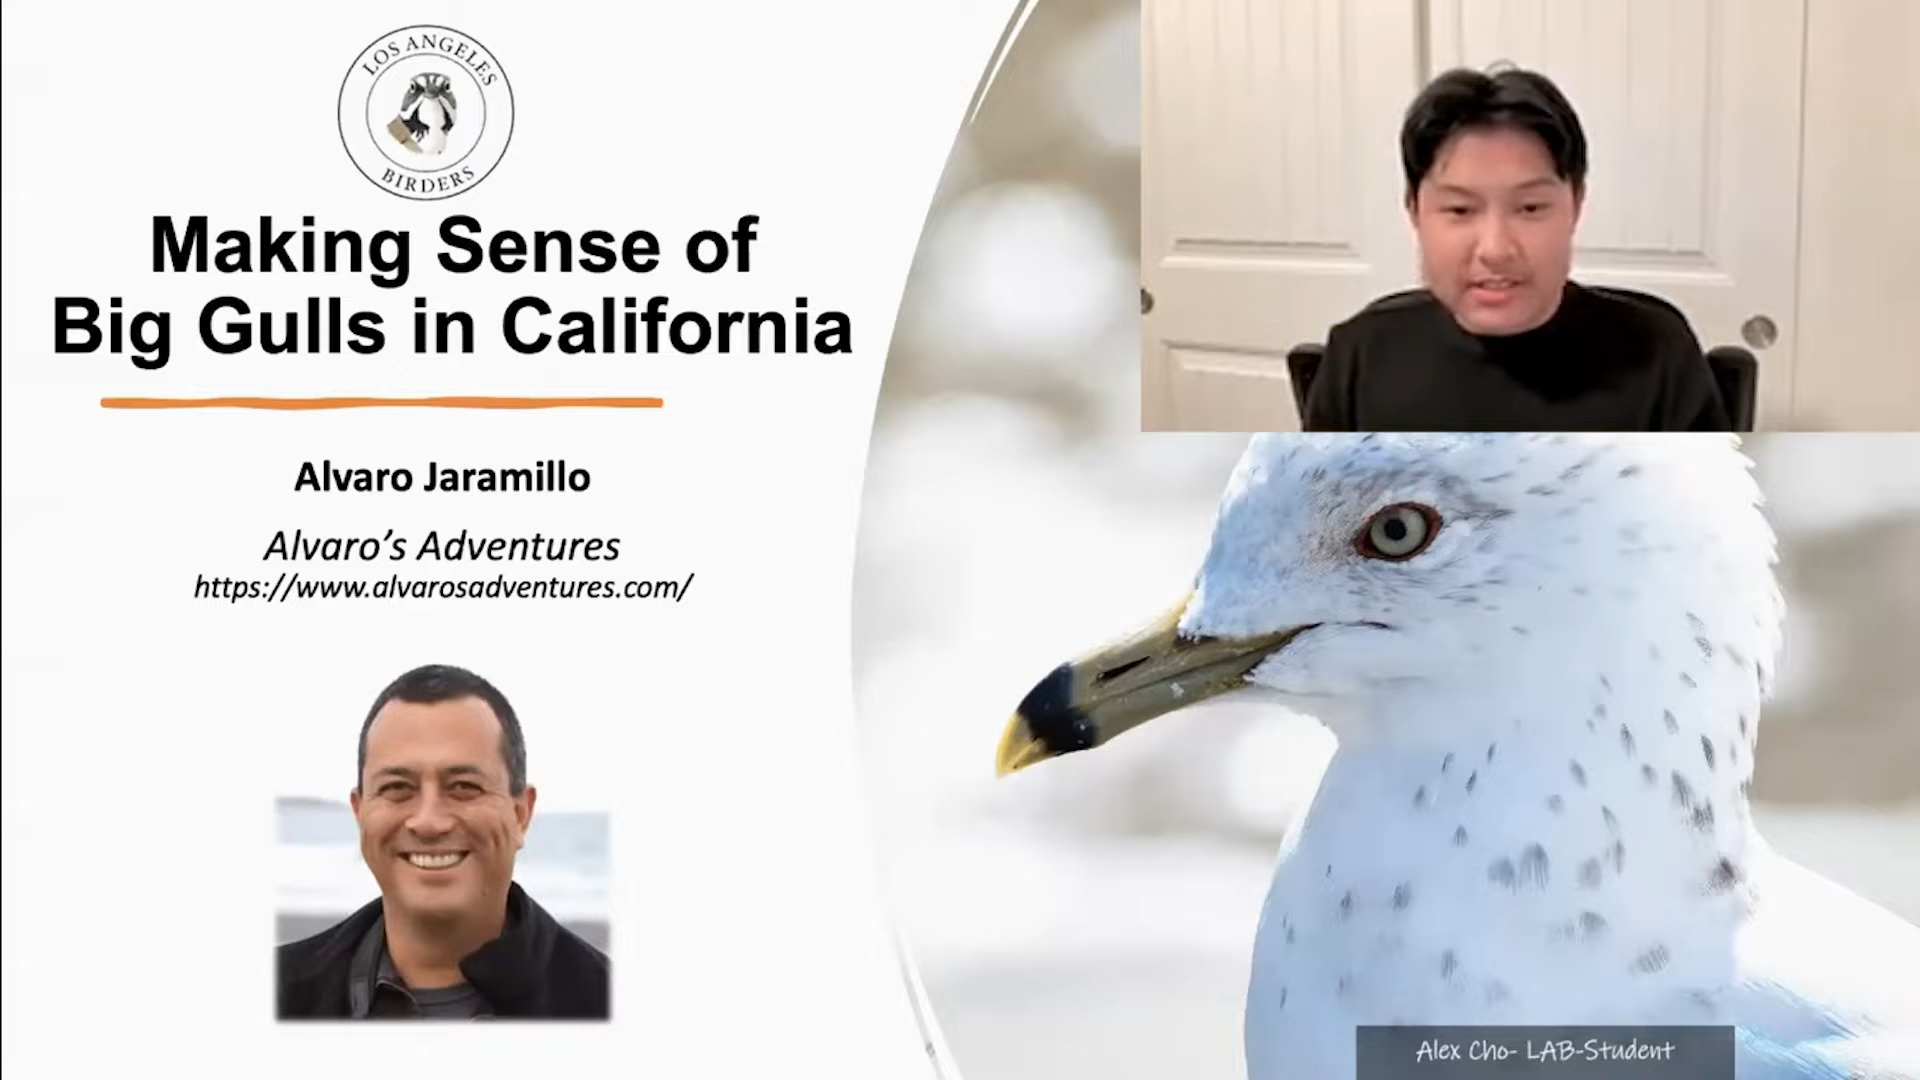 LOS ANGELES
BIRDERS
Making Sense of
Big Gulls in California
Alvaro Jaramillo
Alvaro's Adventures
https://www.alvarosadventures.com/
Alex Cho- LAB-Student